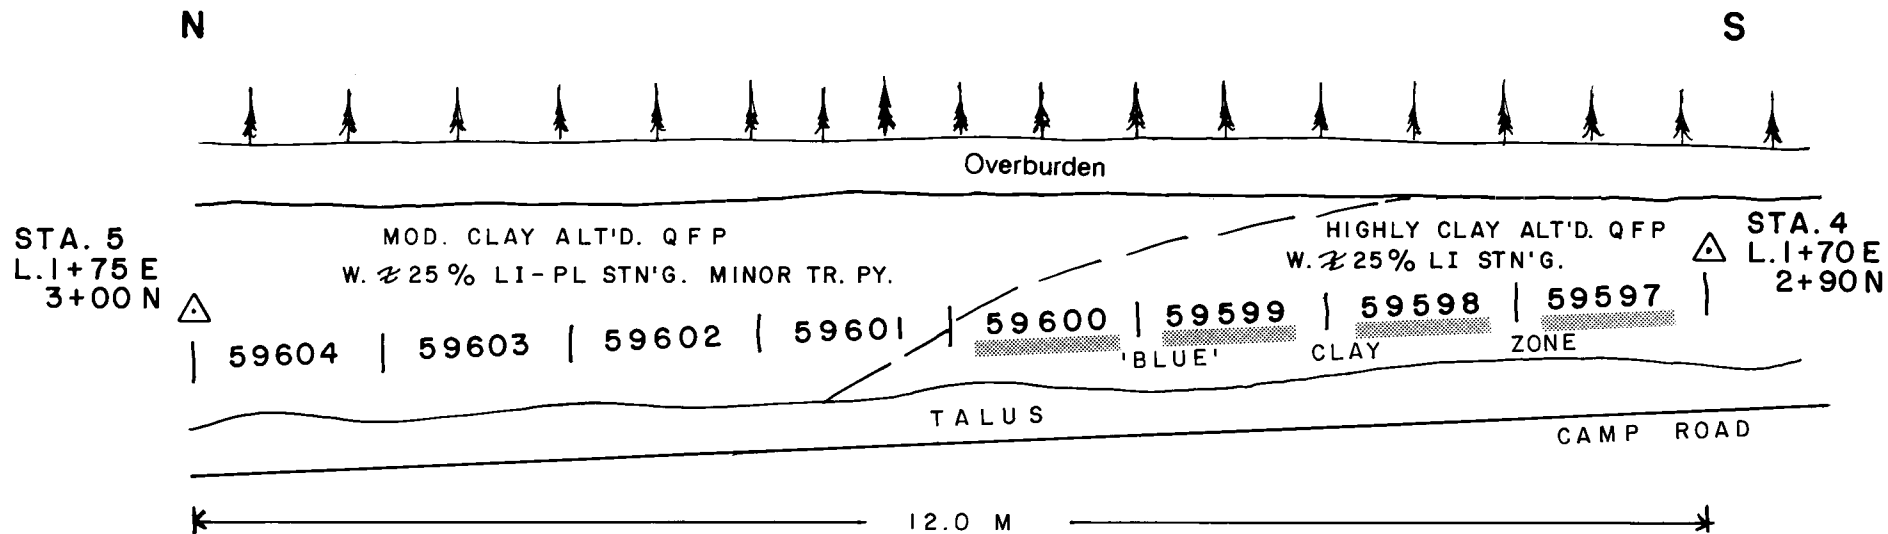 N
S
Overburden
STA. 5
L.1+75 E
3+00 N
MOD. CLAY ALT'D. QFP
W. ≈ 25% LI-PL STN'G. MINOR TR. PY.
HIGHLY CLAY ALT'D. QFP
W. ≈ 25% LI STN'G.
STA. 4
L.1+70 E
2+90 N
59604 | 59603 | 59602 | 59601 | 59600 | 59599 | 59598 | 59597
'BLUE' CLAY ZONE
TALUS
CAMP ROAD
12.0 M